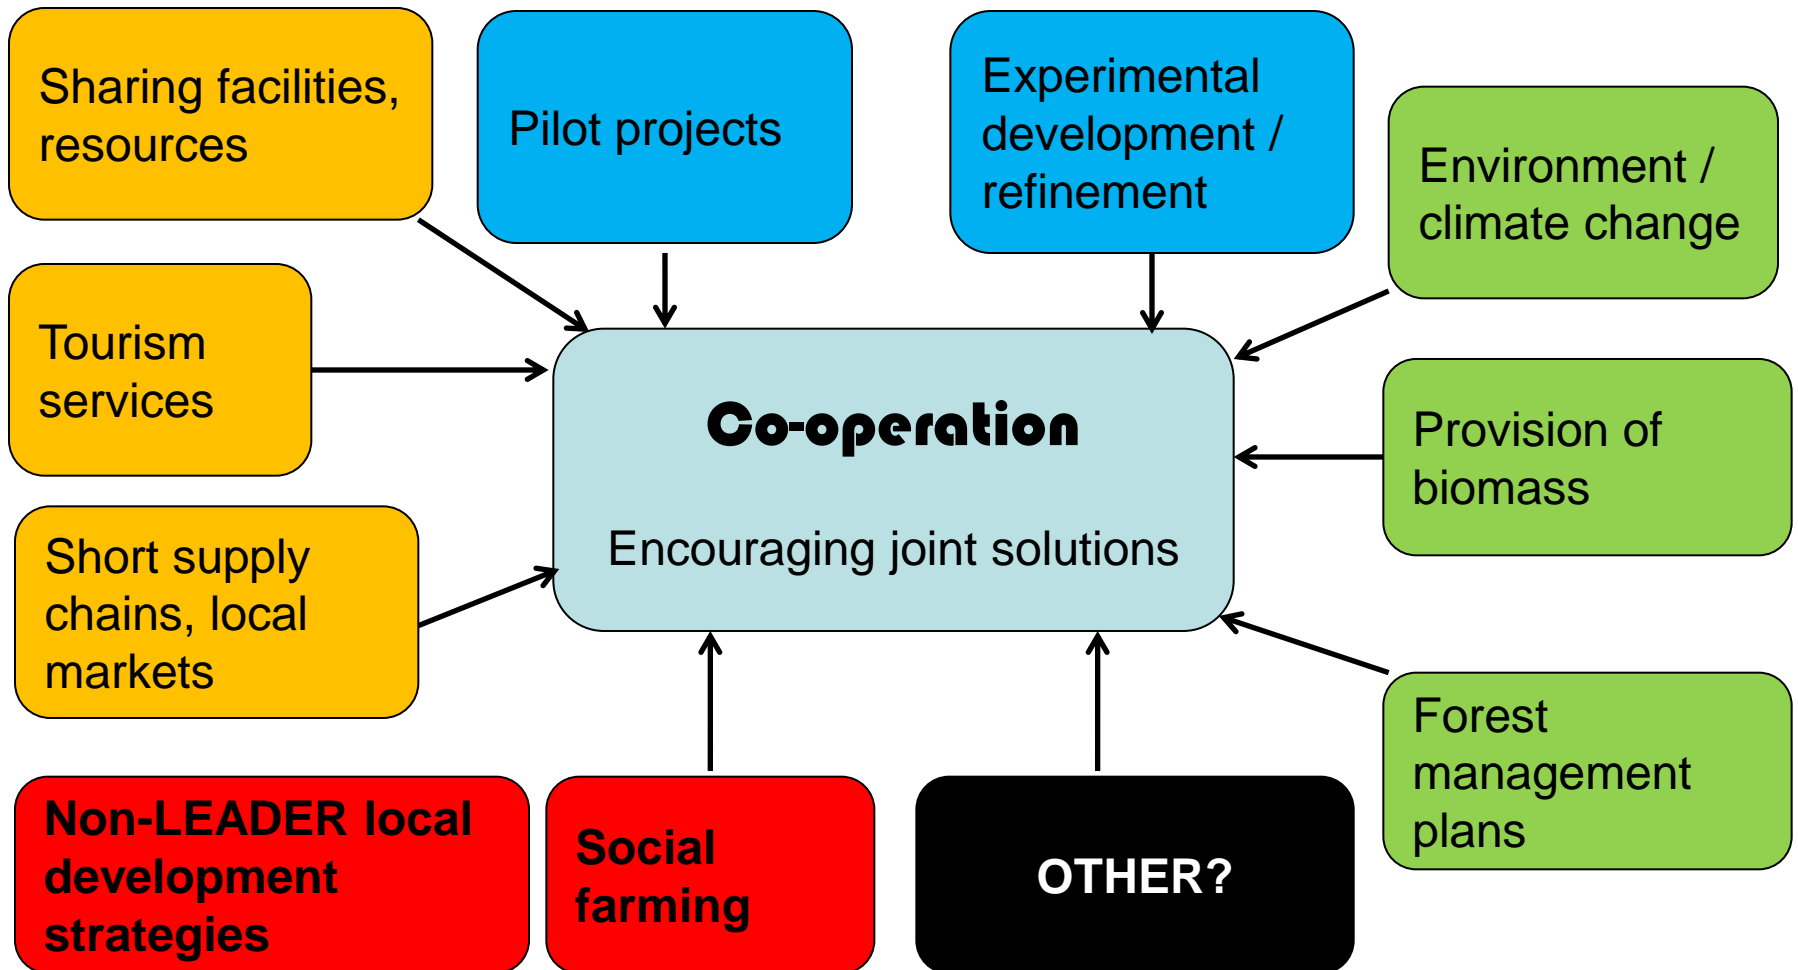 Sharing facilities,
resources
Pilot projects
Experimental
development /
refinement
Environment /
climate change
Tourism
services
Co-operation
Encouraging joint solutions
Provision of
biomass
Short supply
chains, local
markets
Forest
management
plans
Non-LEADER local
development
strategies
Social
farming
OTHER?